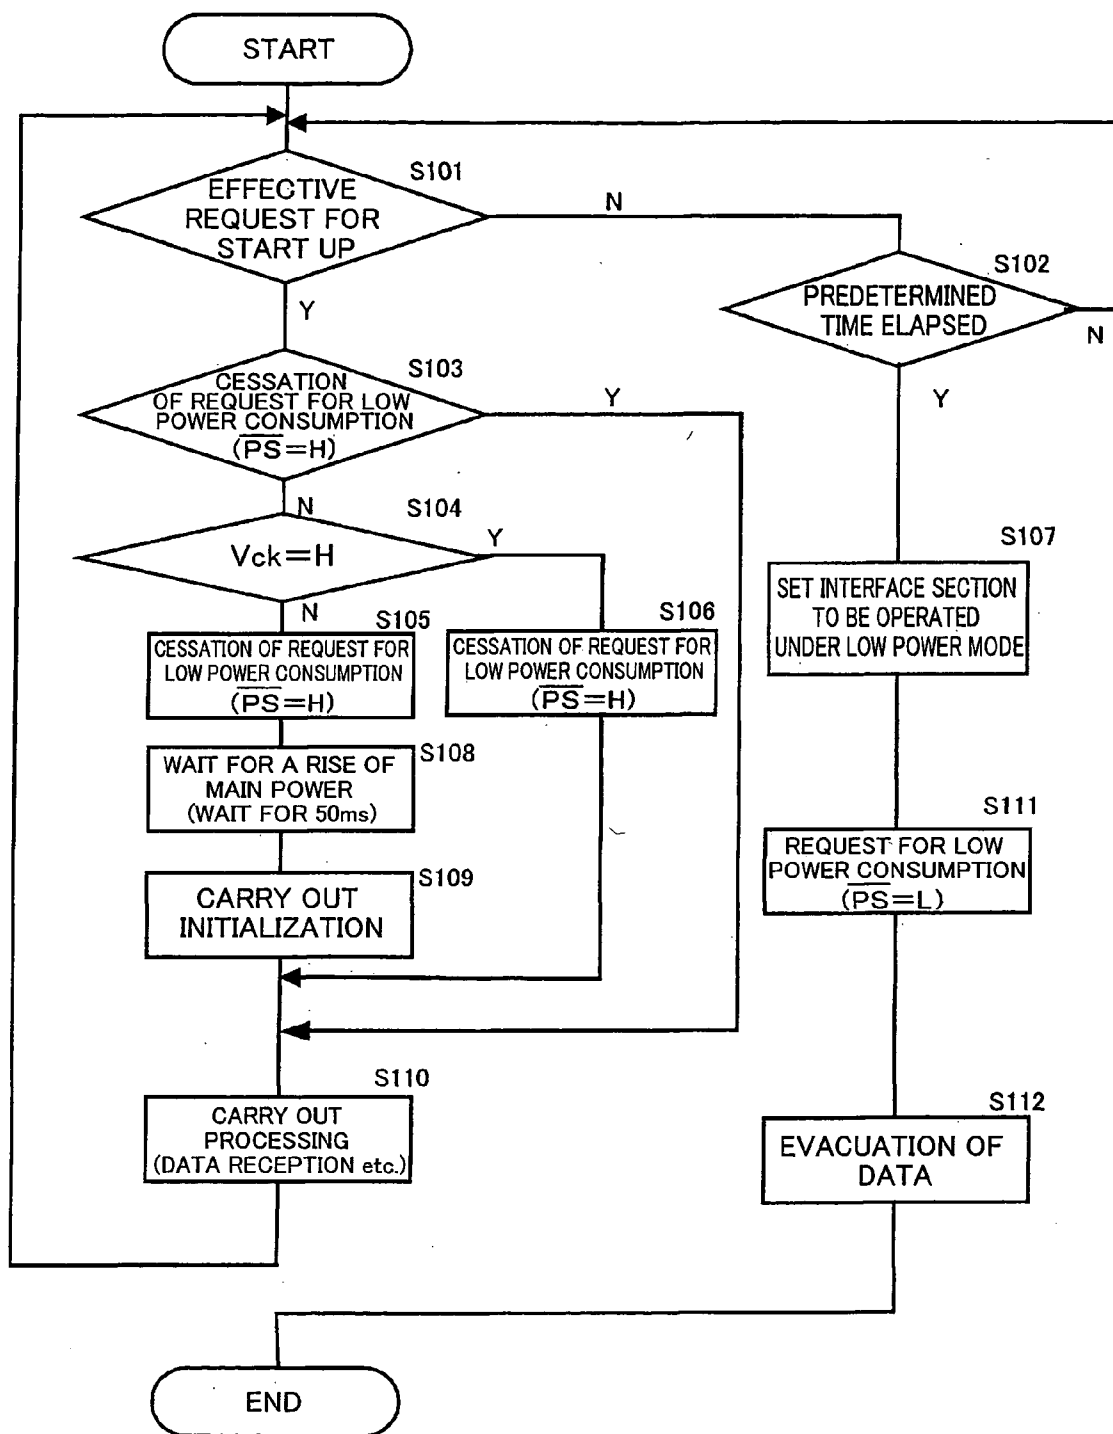 START
S101
EFFECTIVE
REQUEST FOR
START UP
N
Y
S102
PREDETERMINED
TIME ELAPSED
N
Y
S103
CESSATION
OF REQUEST FOR LOW
POWER CONSUMPTION
(P̅S̅=H)
Y
N
S104
Vck=H
Y
N
S105
CESSATION OF REQUEST FOR
LOW POWER CONSUMPTION
(P̅S̅=H)
S106
CESSATION OF REQUEST FOR
LOW POWER CONSUMPTION
(P̅S̅=H)
S107
SET INTERFACE SECTION
TO BE OPERATED
UNDER LOW POWER MODE
S108
WAIT FOR A RISE OF
MAIN POWER
(WAIT FOR 50ms)
S109
CARRY OUT
INITIALIZATION
S111
REQUEST FOR LOW
POWER CONSUMPTION
(P̅S̅=L)
S110
CARRY OUT
PROCESSING
(DATA RECEPTION etc.)
S112
EVACUATION OF
DATA
END